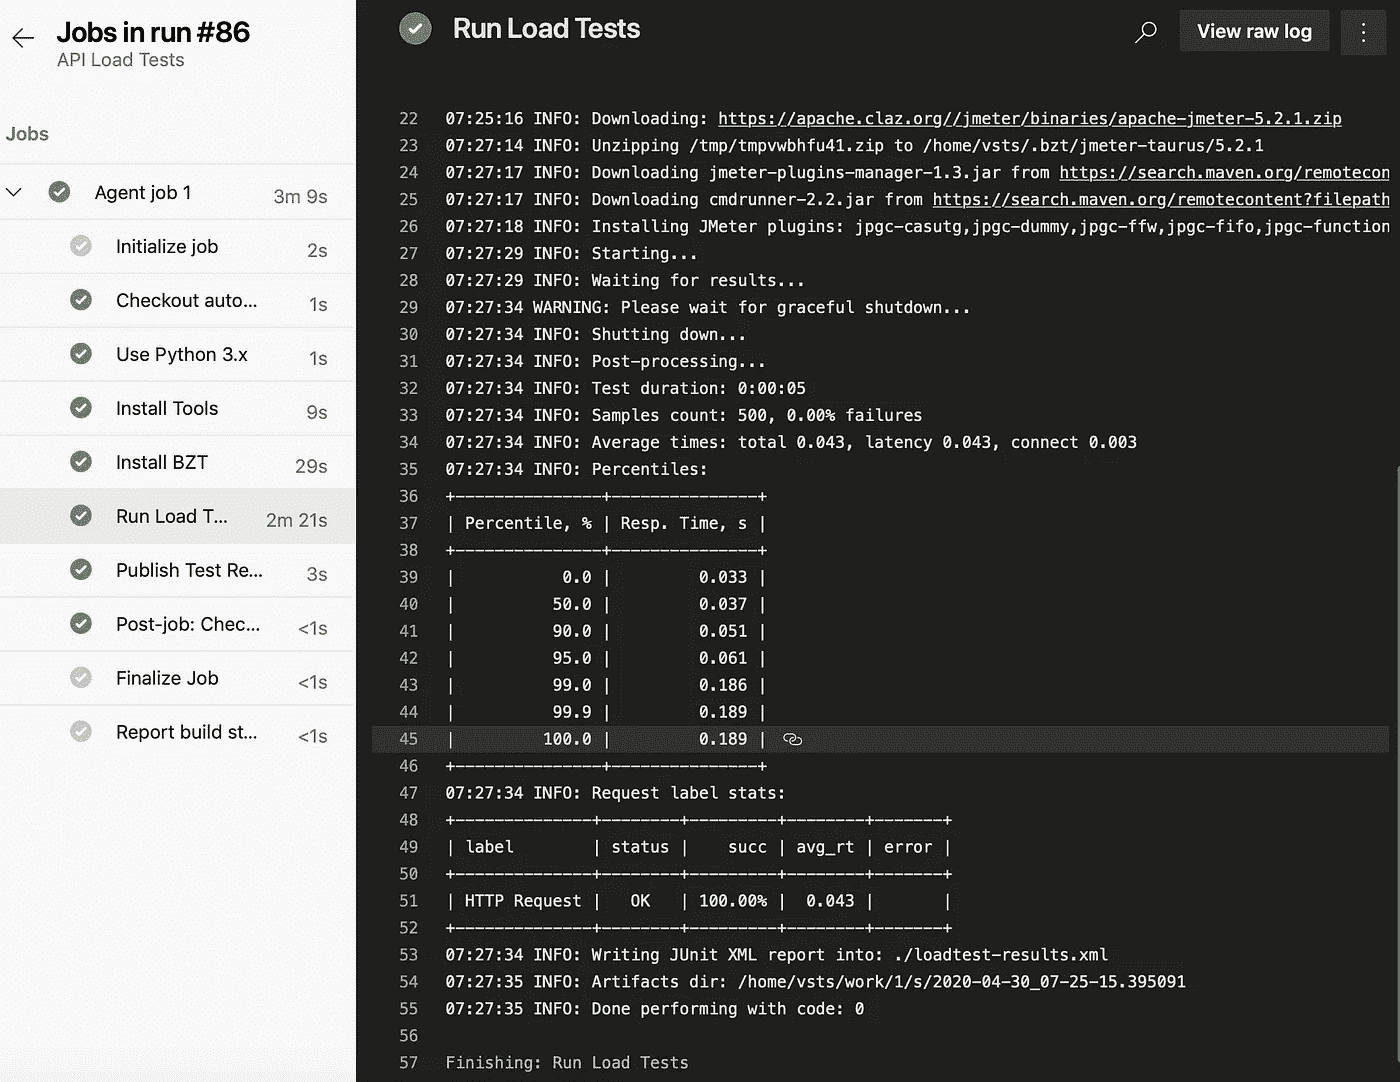 Jobs in run #86
API Load Tests
Jobs
Agent job 1 3m 9s
Initialize job 2s
Checkout auto... 1s
Use Python 3.x 1s
Install Tools 9s
Install BZT 29s
Run Load T... 2m 21s
Publish Test Re... 3s
Post-job: Chec... <1s
Finalize Job <1s
Report build st... <1s
Run Load Tests
View raw log
22 07:25:16 INFO: Downloading: https://apache.claz.org//jmeter/binaries/apache-jmeter-5.2.1.zip
23 07:27:14 INFO: Unzipping /tmp/tmpvwbhfu41.zip to /home/vsts/.bzt/jmeter-taurus/5.2.1
24 07:27:17 INFO: Downloading jmeter-plugins-manager-1.3.jar from https://search.maven.org/remotecon
25 07:27:17 INFO: Downloading cmdrunner-2.2.jar from https://search.maven.org/remotecontent?filepath
26 07:27:18 INFO: Installing JMeter plugins: jpgc-casutg,jpgc-dummy,jpgc-ffw,jpgc-fifo,jpgc-function
27 07:27:29 INFO: Starting...
28 07:27:29 INFO: Waiting for results...
29 07:27:34 WARNING: Please wait for graceful shutdown...
30 07:27:34 INFO: Shutting down...
31 07:27:34 INFO: Post-processing...
32 07:27:34 INFO: Test duration: 0:00:05
33 07:27:34 INFO: Samples count: 500, 0.00% failures
34 07:27:34 INFO: Average times: total 0.043, latency 0.043, connect 0.003
35 07:27:34 INFO: Percentiles:
36 +---------------+---------------+
37 | Percentile, % | Resp. Time, s |
38 +---------------+---------------+
39 |           0.0 |         0.033 |
40 |          50.0 |         0.037 |
41 |          90.0 |         0.051 |
42 |          95.0 |         0.061 |
43 |          99.0 |         0.186 |
44 |          99.9 |         0.189 |
45 |         100.0 |         0.189 |
46 +---------------+---------------+
47 07:27:34 INFO: Request label stats:
48 +--------------+--------+---------+--------+-------+
49 | label        | status |    succ | avg_rt | error |
50 +--------------+--------+---------+--------+-------+
51 | HTTP Request |   OK   | 100.00% |  0.043 |       |
52 +--------------+--------+---------+--------+-------+
53 07:27:34 INFO: Writing JUnit XML report into: ./loadtest-results.xml
54 07:27:35 INFO: Artifacts dir: /home/vsts/work/1/s/2020-04-30_07-25-15.395091
55 07:27:35 INFO: Done performing with code: 0
56
57 Finishing: Run Load Tests